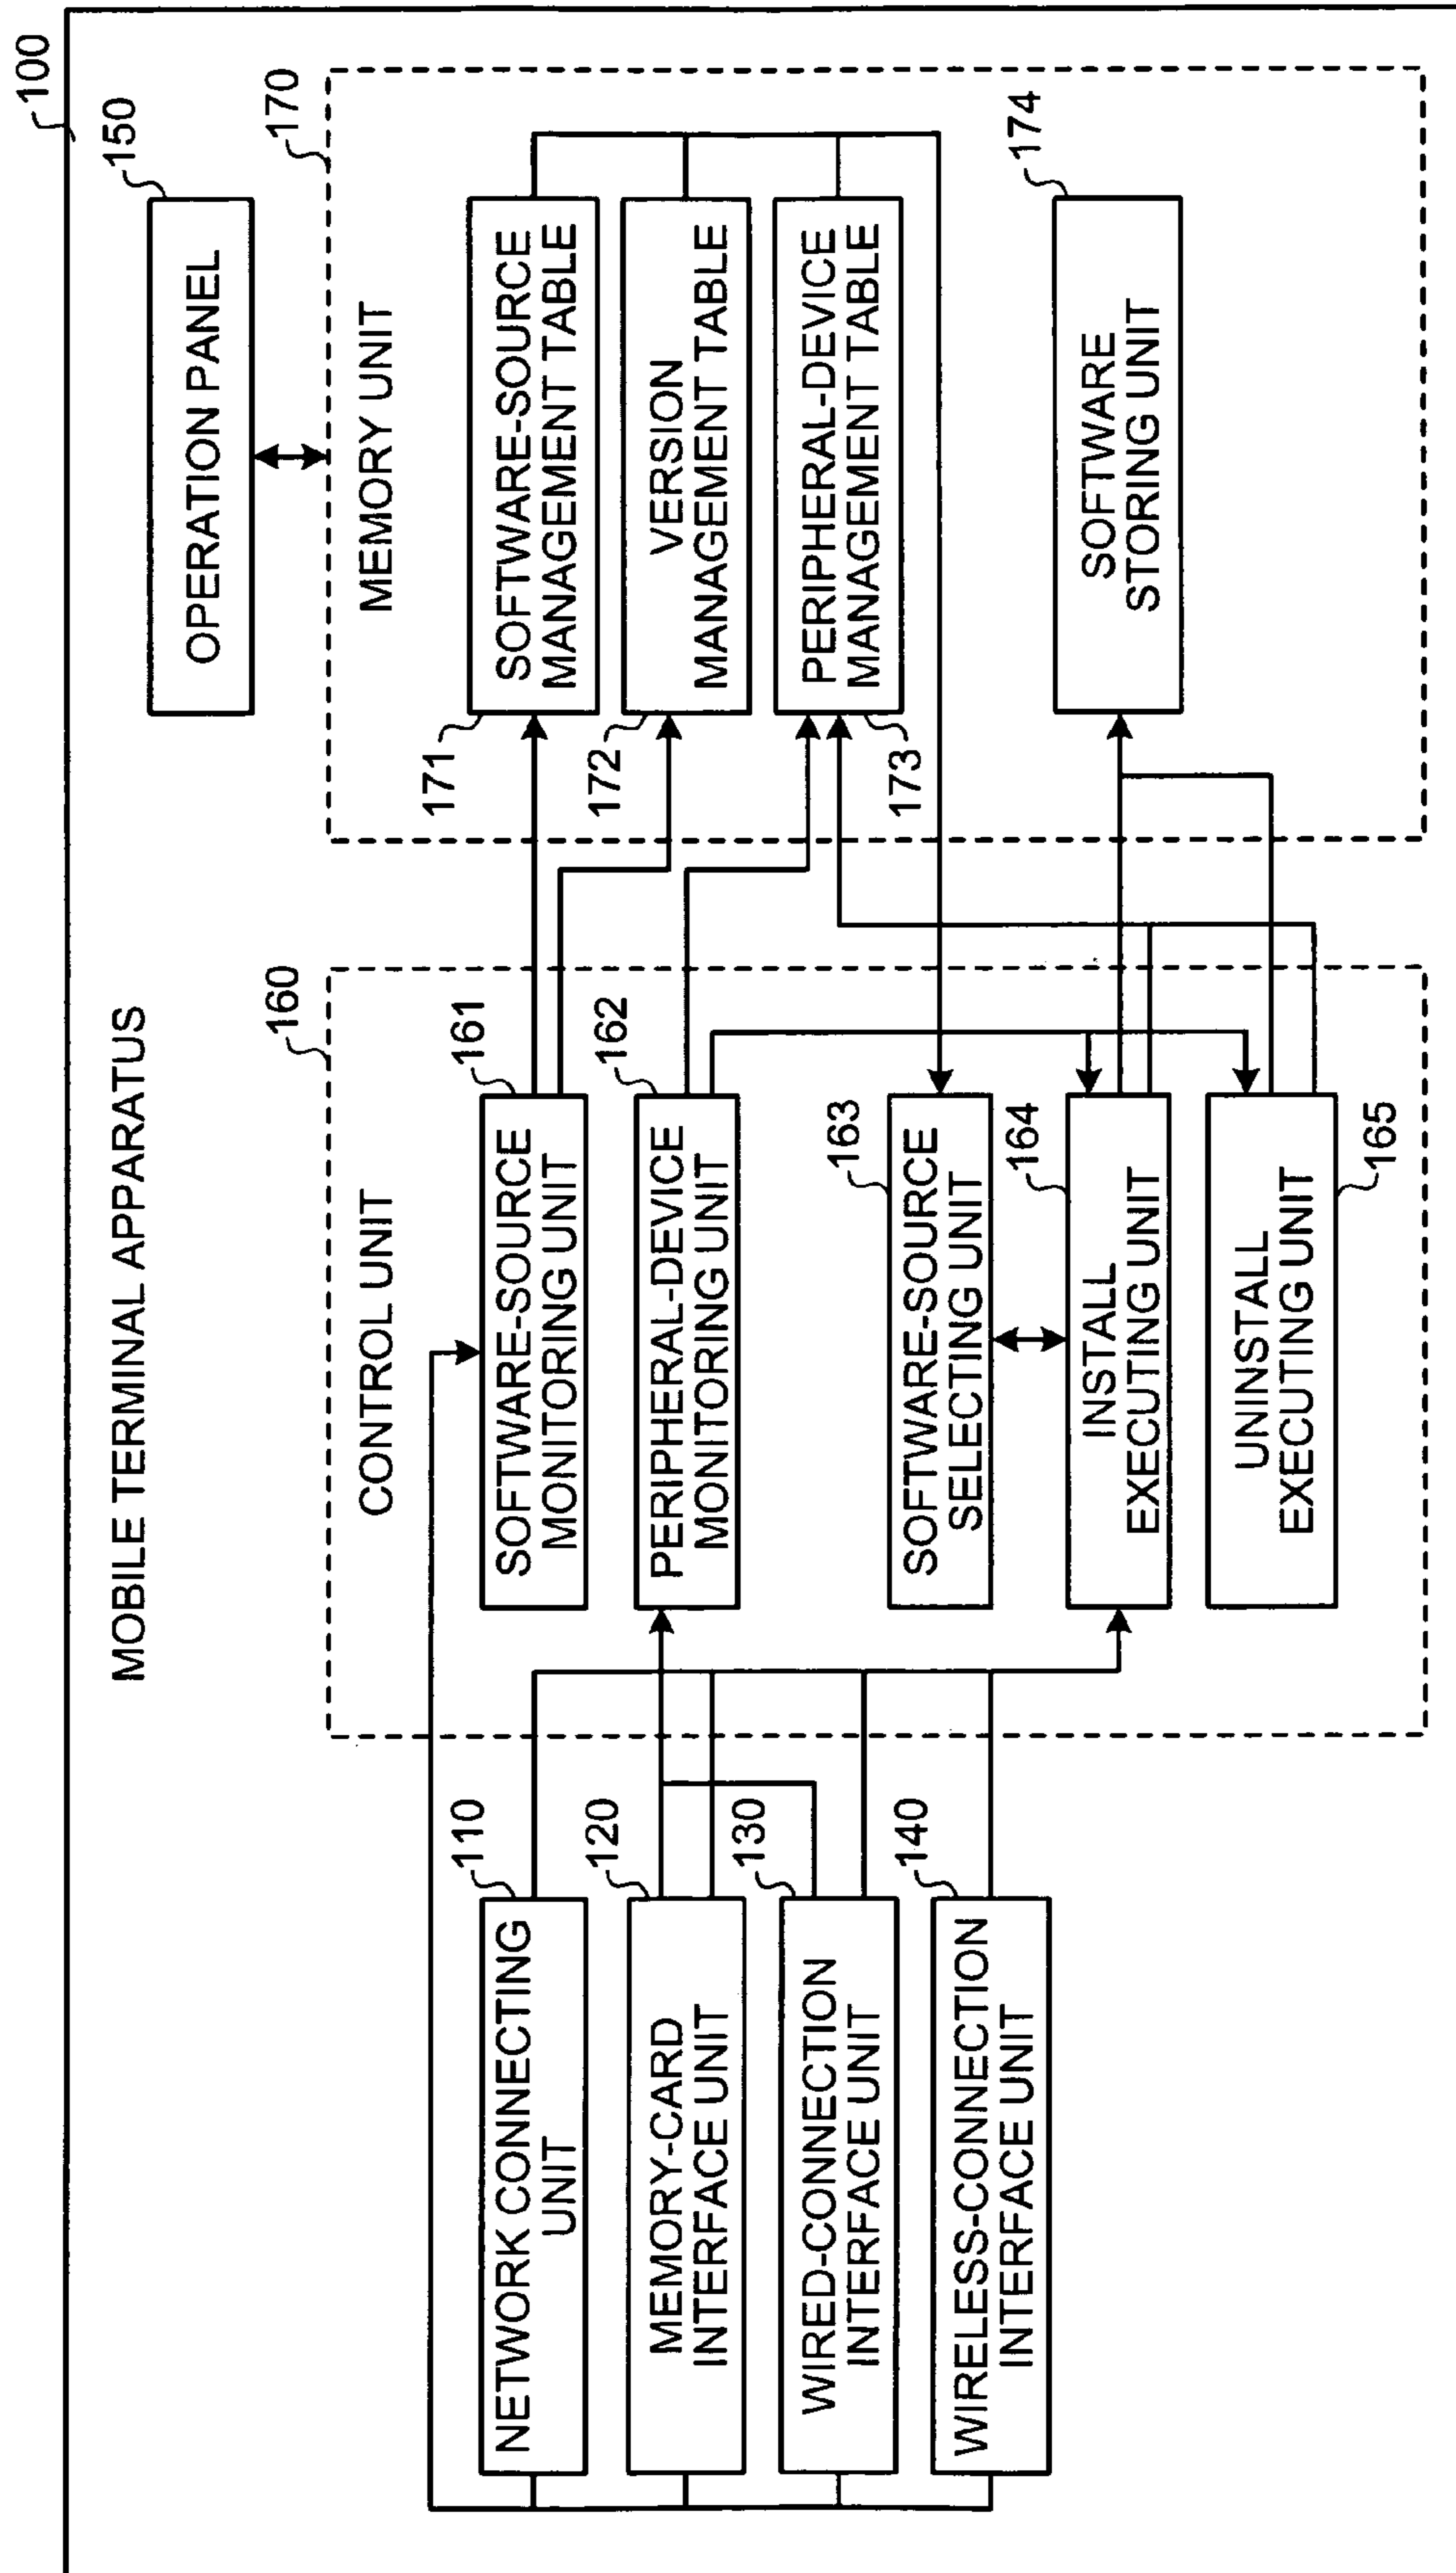 100
MOBILE TERMINAL APPARATUS
150
OPERATION PANEL
160
CONTROL UNIT
170
MEMORY UNIT
110
NETWORK CONNECTING
UNIT
120
MEMORY-CARD
INTERFACE UNIT
130
WIRED-CONNECTION
INTERFACE UNIT
140
WIRELESS-CONNECTION
INTERFACE UNIT
161
SOFTWARE-SOURCE
MONITORING UNIT
162
PERIPHERAL-DEVICE
MONITORING UNIT
163
SOFTWARE-SOURCE
SELECTING UNIT
164
INSTALL
EXECUTING UNIT
UNINSTALL
EXECUTING UNIT
165
SOFTWARE-SOURCE
MANAGEMENT TABLE
171
VERSION
MANAGEMENT TABLE
172
PERIPHERAL-DEVICE
MANAGEMENT TABLE
173
174
SOFTWARE
STORING UNIT